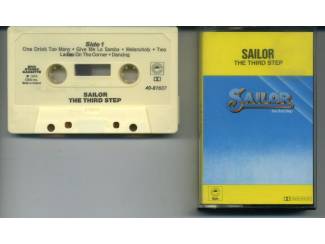 Side 1
One Drink Too Many • Give Me La Samba • Melancholy • Two
Ladies On The Corner • Dancing
SAILOR
THE THIRD STEP
40-81637
SAILOR
THE THIRD STEP
SAILOR